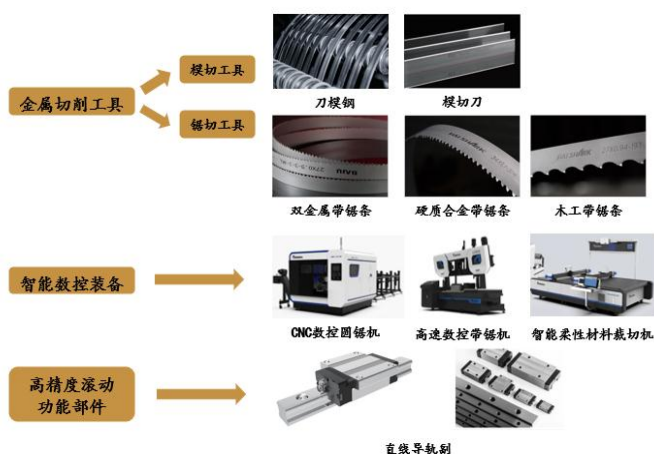 模切工具
金属切削工具
锯切工具
刀模钢
模切刀
双金属带锯条
硬质合金带锯条
木工带锯条
智能数控装备
CNC数控圆锯机
高速数控带锯机
智能柔性材料裁切机
高精度滚动
功能部件
直线导轨副